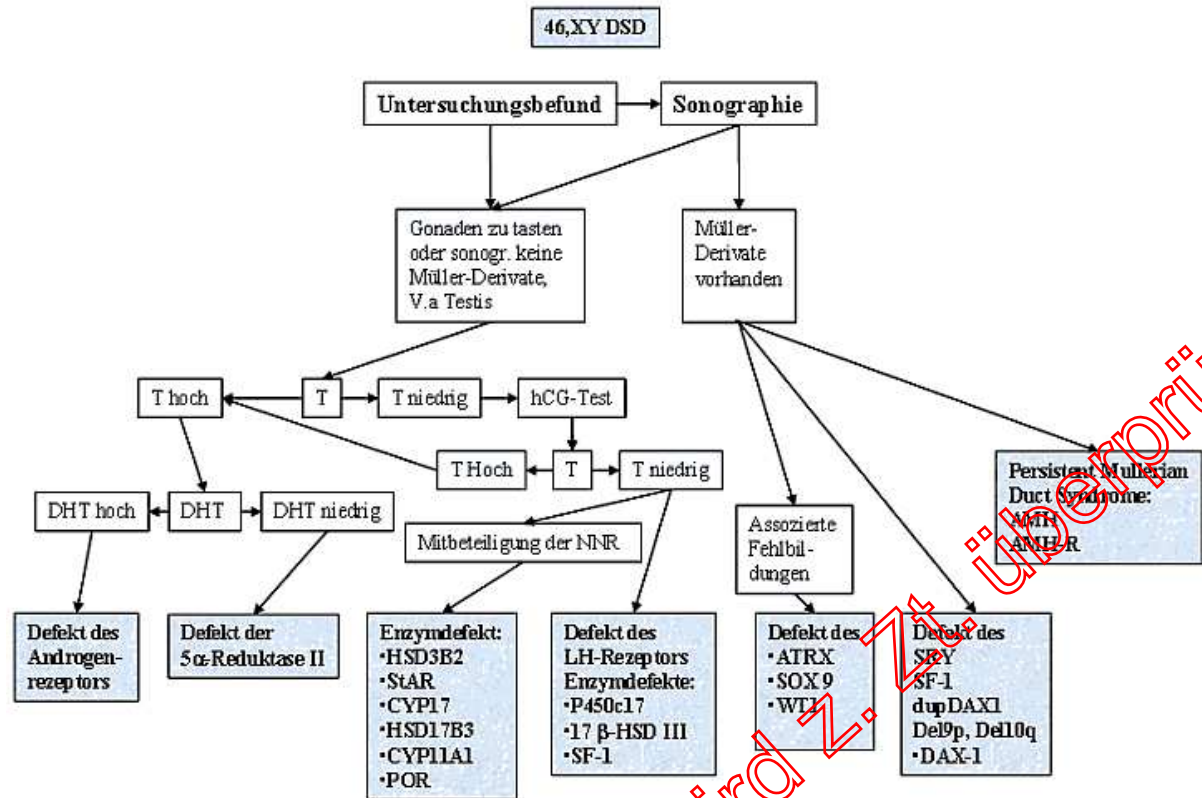 46,XY DSD
Untersuchungsbefund
Sonographie
Gonaden zu tasten
oder sonogr. keine
Müller-Derivate,
V.a Testis
Müller-
Derivate
vorhanden
T hoch
T
T niedrig
hCG-Test
T Hoch
T
T niedrig
DHT hoch
DHT
DHT niedrig
Mitbeteiligung der NNR
Assoziierte
Fehlbil-
dungen
Persistent Mullerian
Duct Syndrome:
AMH
AMH-R
Defekt des
Androgen-
rezeptors
Defekt der
5α-Reduktase II
Enzymdefekt:
•HSD3B2
•StAR
•CYP17
•HSD17B3
•CYP11A1
•POR
Defekt des
LH-Rezeptors
Enzymdefekte:
•P450c17
•17 β-HSD III
•SF-1
Defekt des
•ATRX
•SOX 9
•WT1
Defekt des
SRY
SF-1
dupDAX1
Del9p, Del10q
•DAX-1
ird z. Zt. überprü